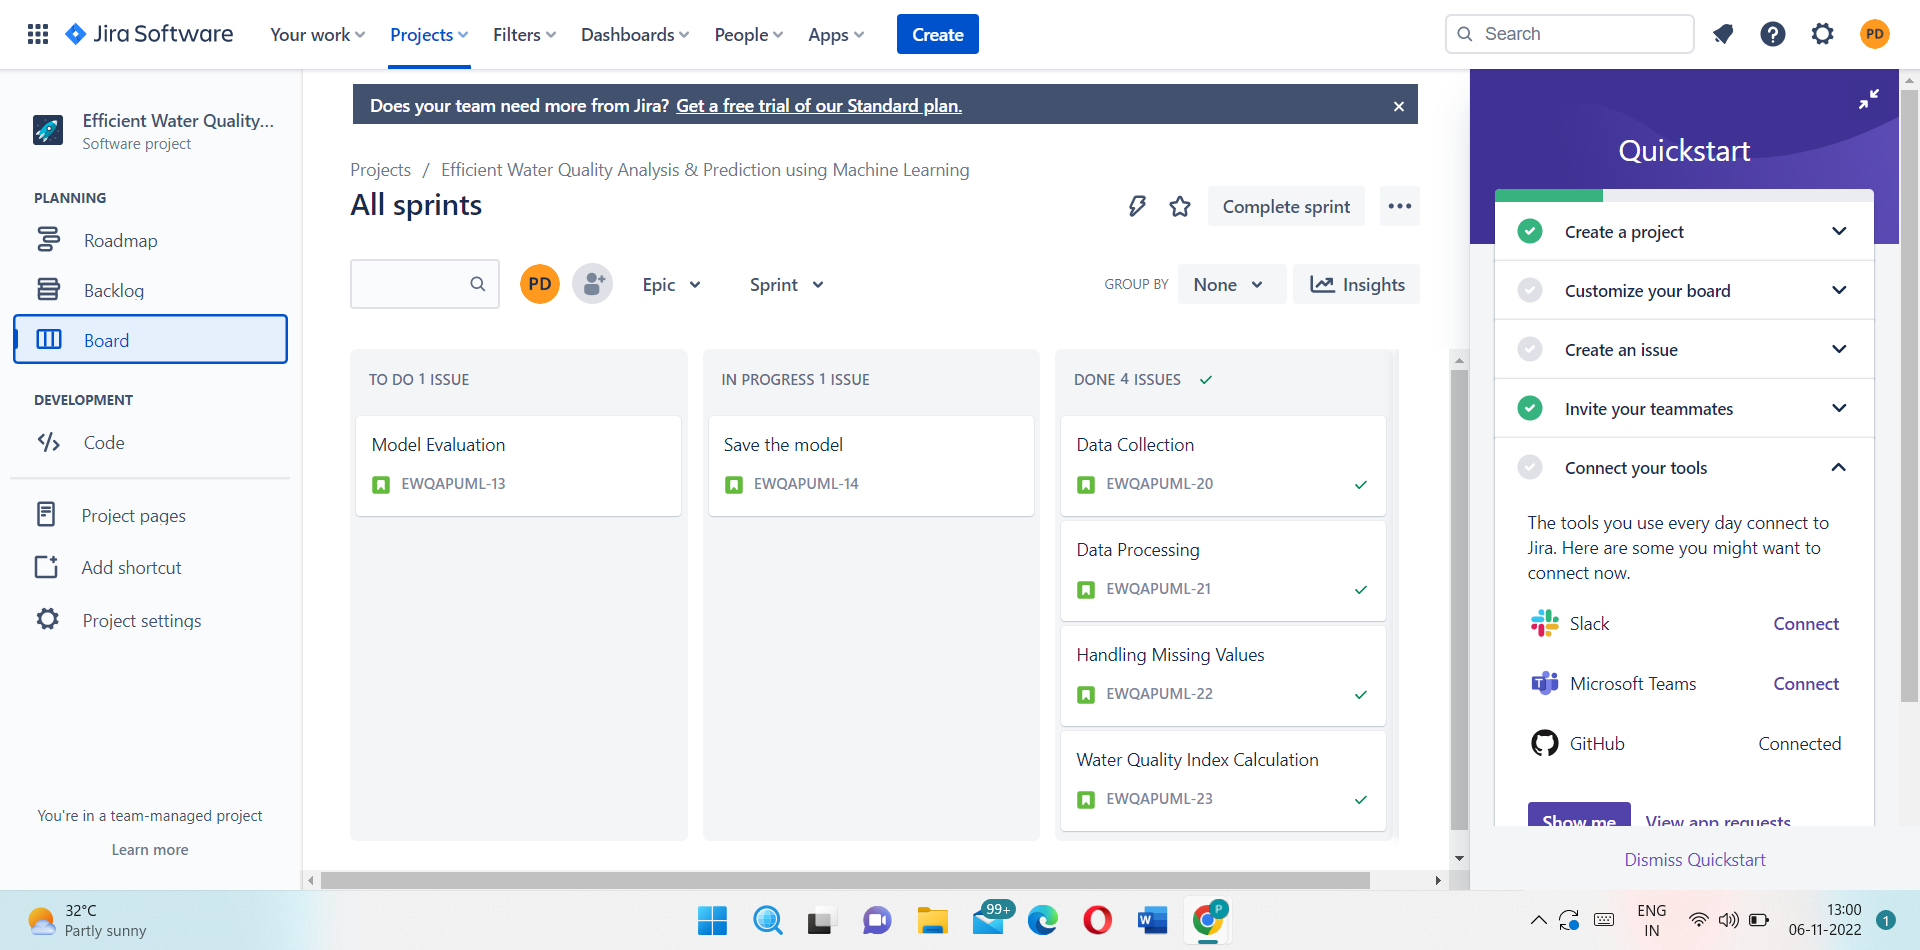 Jira Software
Your work
Projects
Filters
Dashboards
People
Apps
Create
Search
PD
Efficient Water Quality...
Software project
PLANNING
Roadmap
Backlog
Board
DEVELOPMENT
Code
Project pages
Add shortcut
Project settings
You're in a team-managed project
Learn more
Does your team need more from Jira? Get a free trial of our Standard plan.
Projects / Efficient Water Quality Analysis & Prediction using Machine Learning
All sprints
Complete sprint
PD
Epic
Sprint
GROUP BY
None
Insights
TO DO 1 ISSUE
Model Evaluation
EWQAPUML-13
IN PROGRESS 1 ISSUE
Save the model
EWQAPUML-14
DONE 4 ISSUES
Data Collection
EWQAPUML-20
Data Processing
EWQAPUML-21
Handling Missing Values
EWQAPUML-22
Water Quality Index Calculation
EWQAPUML-23
Quickstart
Create a project
Customize your board
Create an issue
Invite your teammates
Connect your tools
The tools you use every day connect to
Jira. Here are some you might want to
connect now.
Slack
Connect
Microsoft Teams
Connect
GitHub
Connected
Show me
View app requests
Dismiss Quickstart
32°C
Partly sunny
99+
P
ENG
IN
13:00
06-11-2022
1